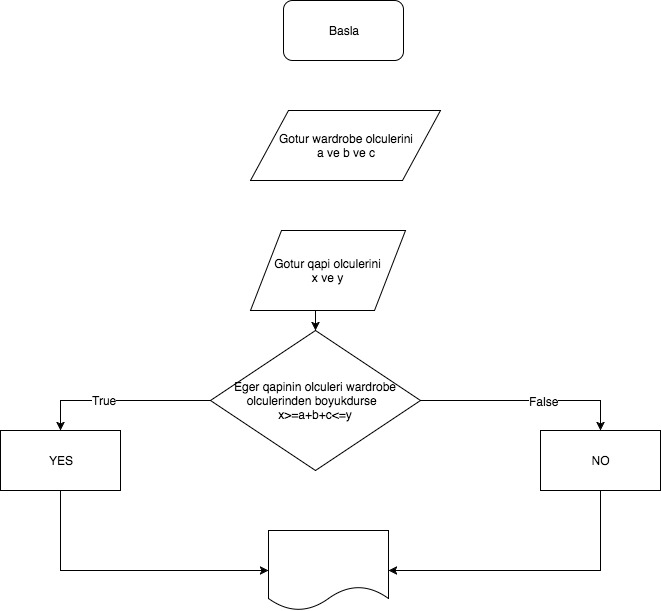 Basla
Gotur wardrobe olculerini
a ve b ve c
Gotur qapi olculerini
x ve y
Eger qapinin olculeri wardrobe
olculerinden boyukdurse
x>=a+b+c<=y
True
False
YES
NO